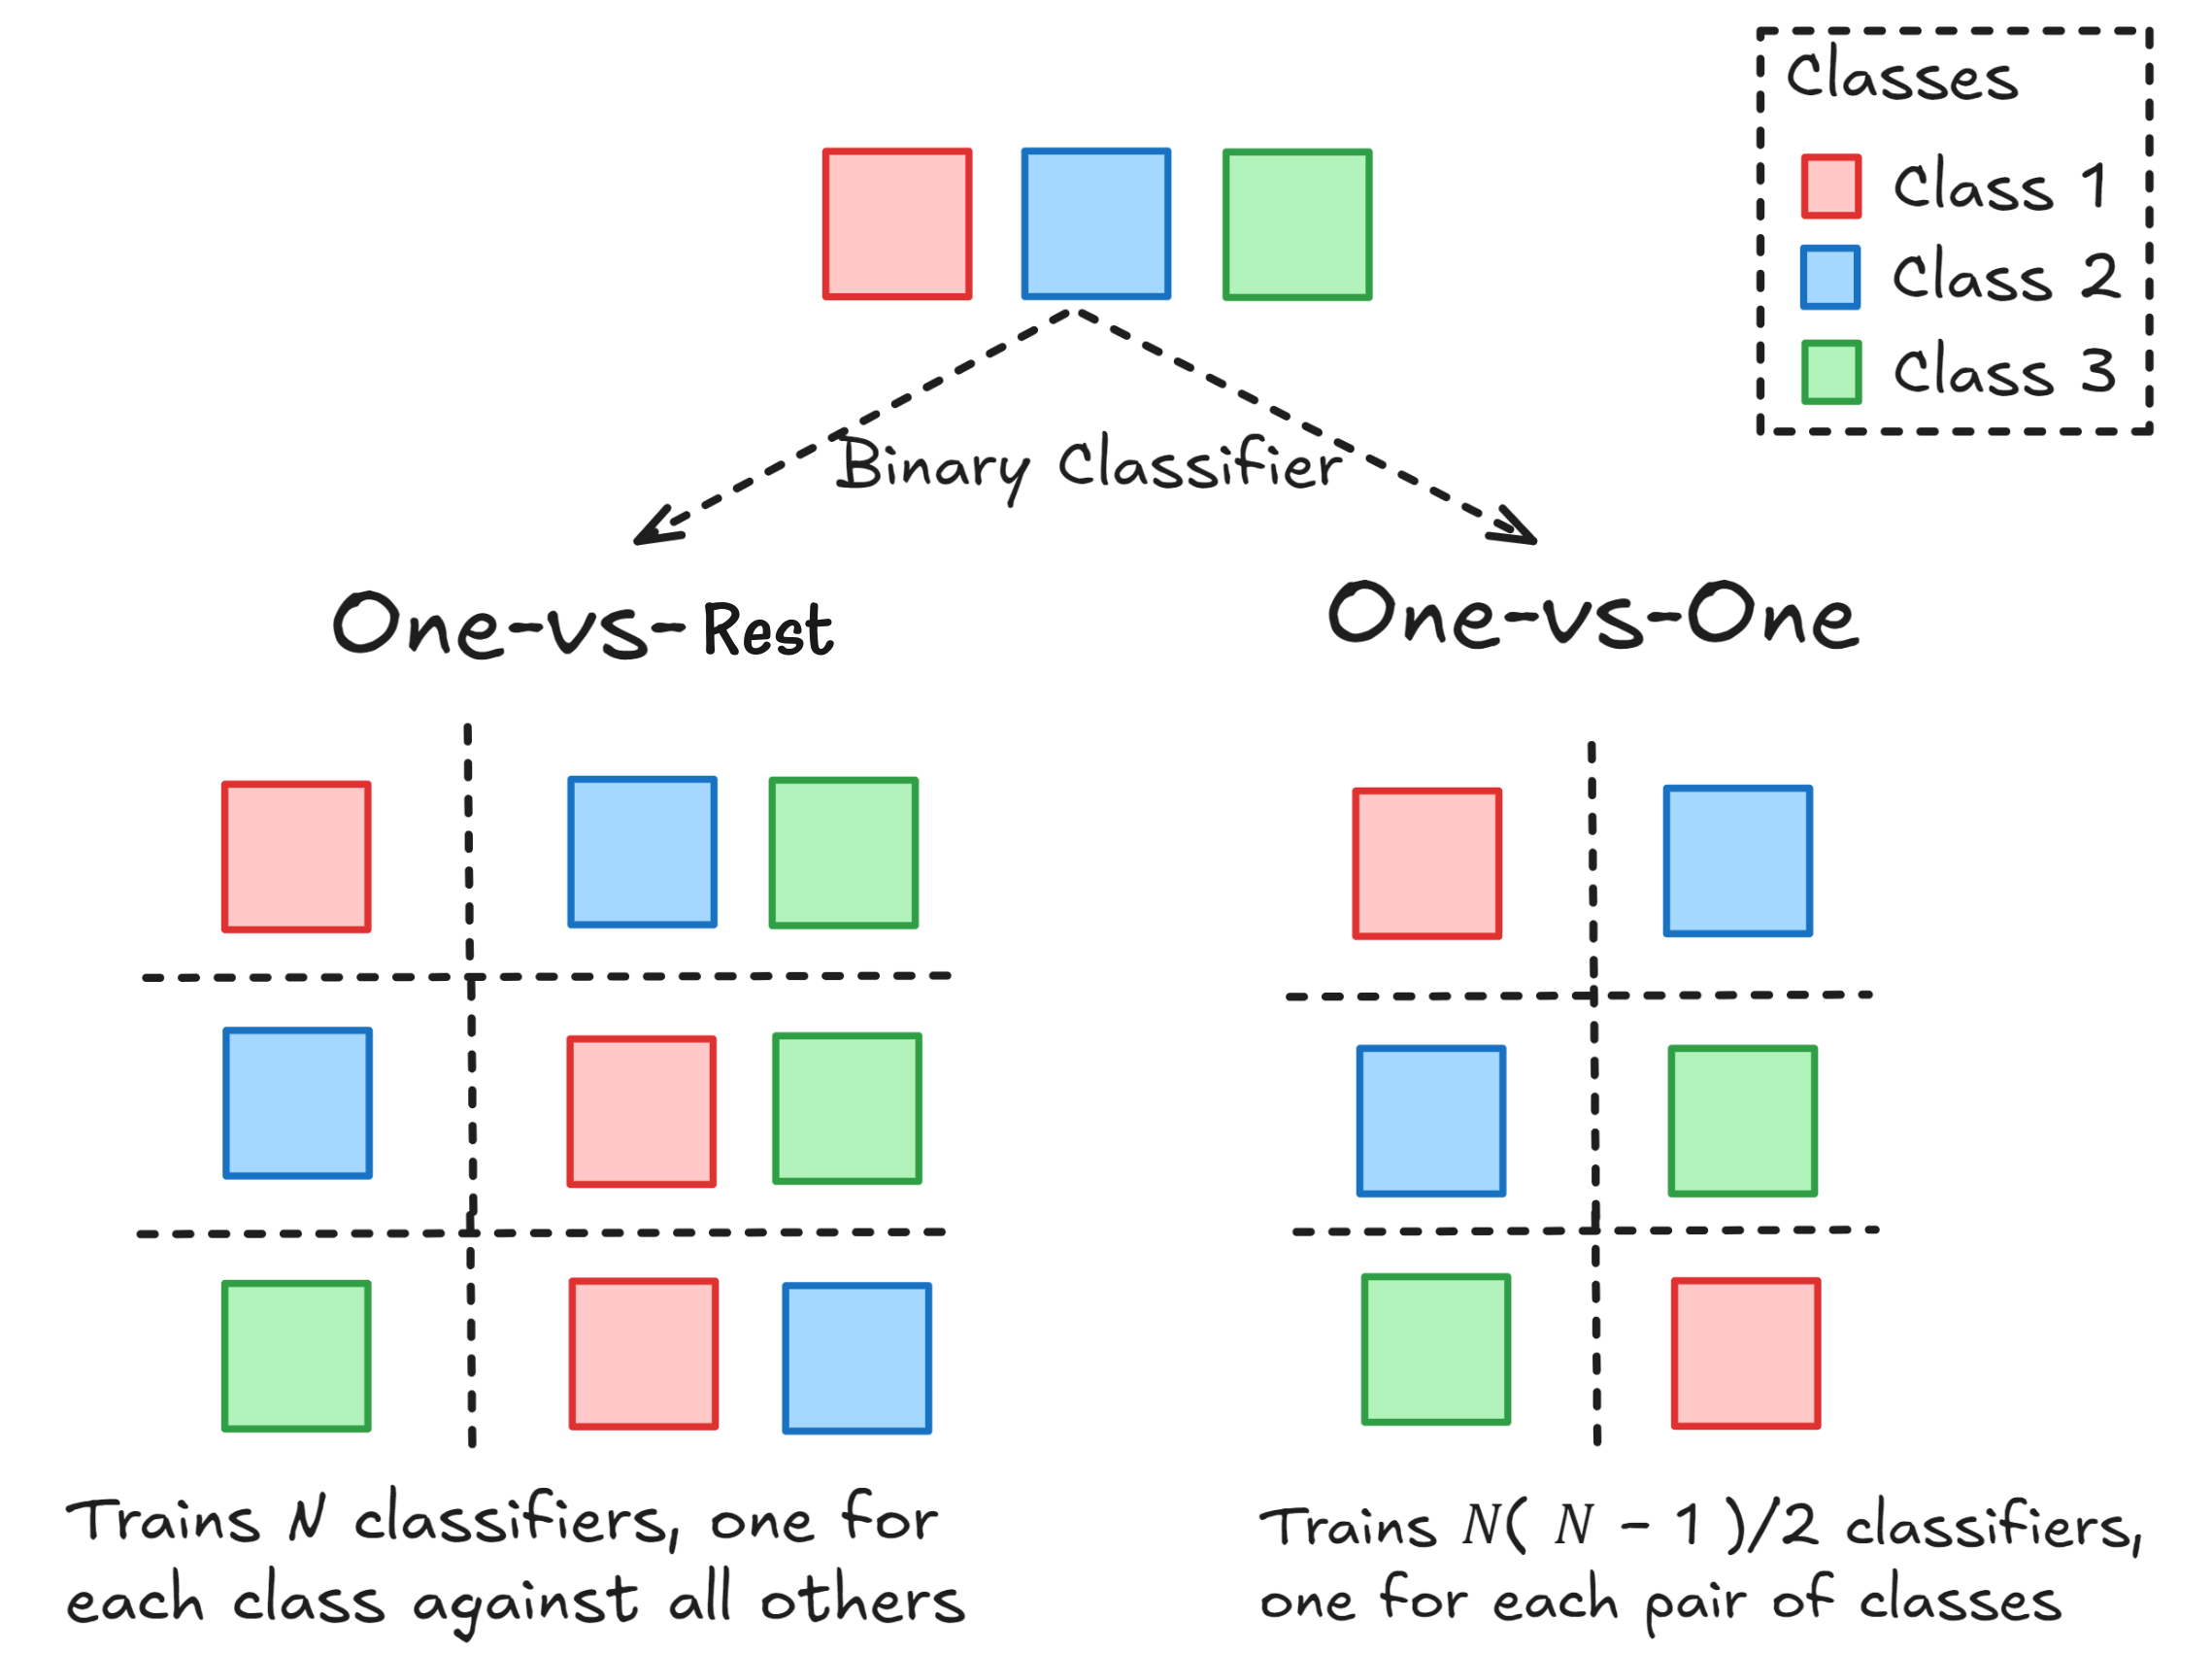 Classes
Class 1
Class 2
Class 3
Binary Classifier
One-vs-Rest
One-vs-One
Trains N classifiers, one for
each class against all others
Trains N( N - 1 )/2 classifiers,
one for each pair of classes